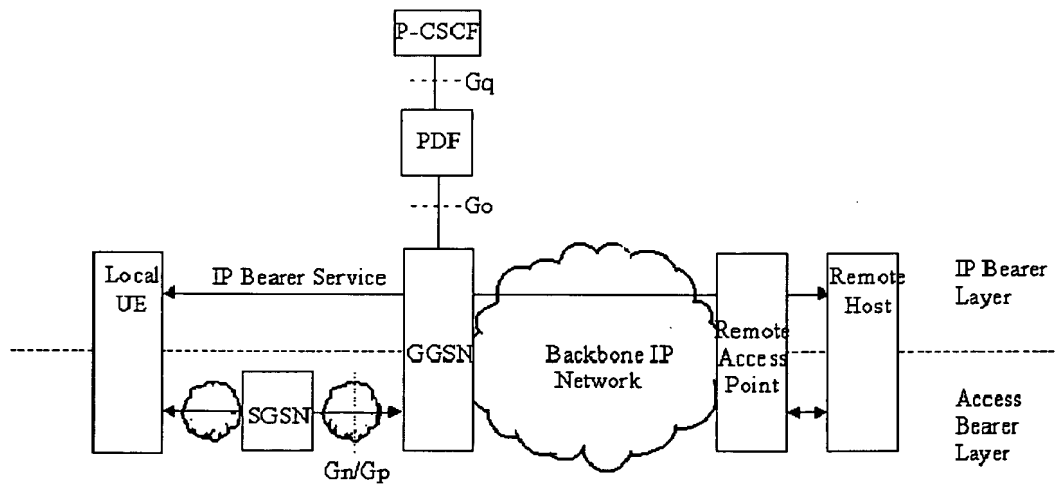 P-CSCF
Gq
PDF
Go
Local
UE
IP Bearer Service
GGSN
Backbone IP
Network
Remote
Access
Point
Remote
Host
IP Bearer
Layer
SGSN
Gn/Gp
Access
Bearer
Layer